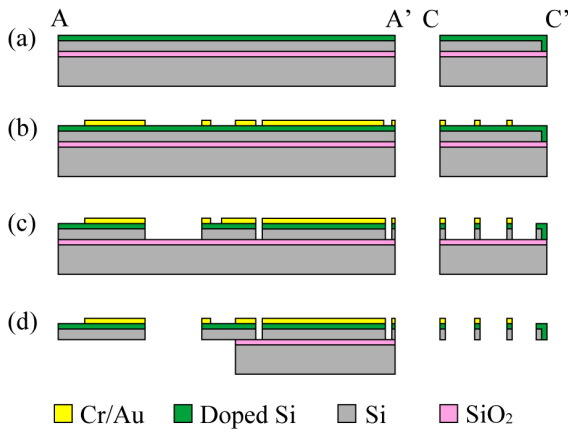 A A’ C C’
(a)
(b)
(c)
(d)
Cr/Au Doped Si Si SiO₂